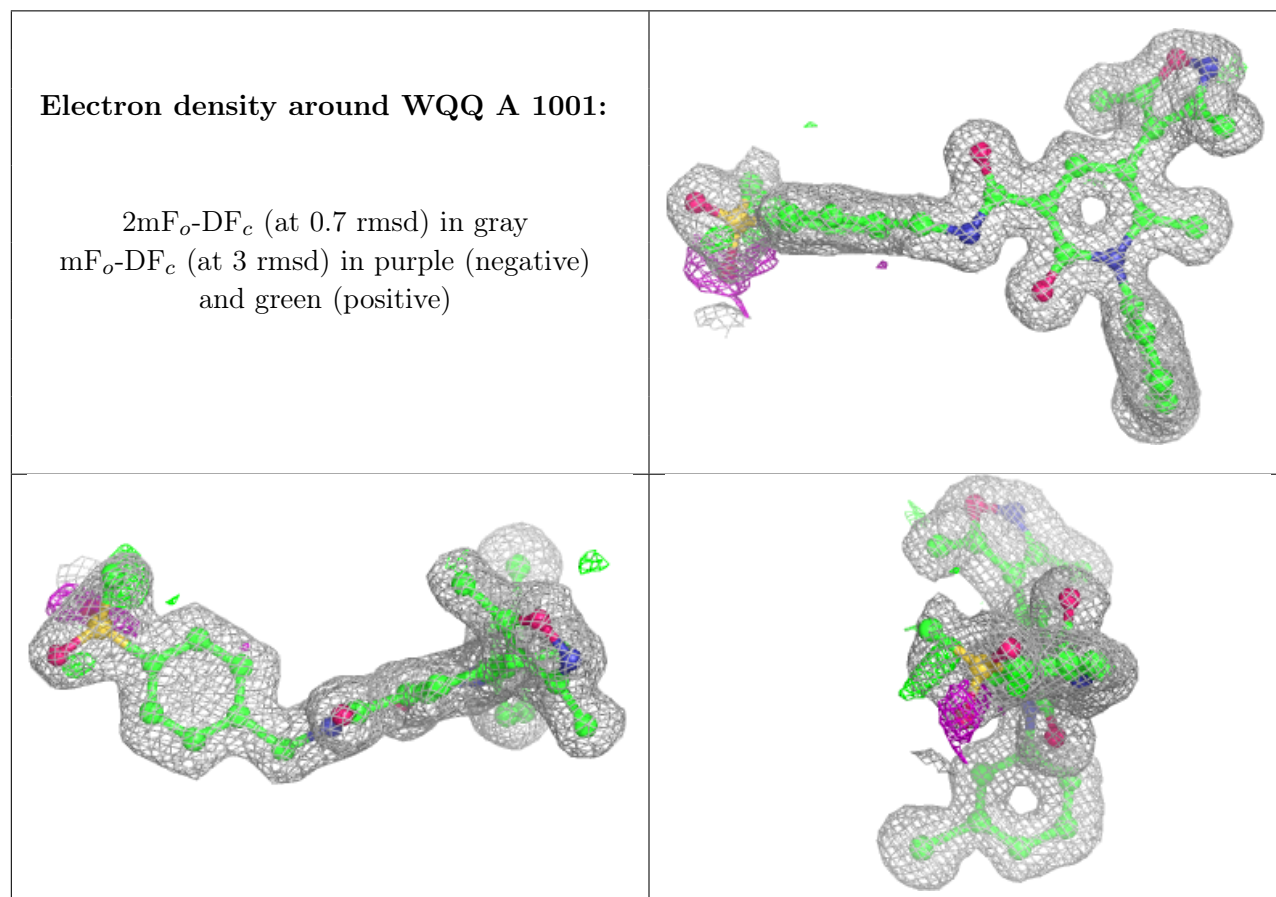 Electron density around WQQ A 1001:
2mFo-DFc (at 0.7 rmsd) in gray
mFo-DFc (at 3 rmsd) in purple (negative)
and green (positive)